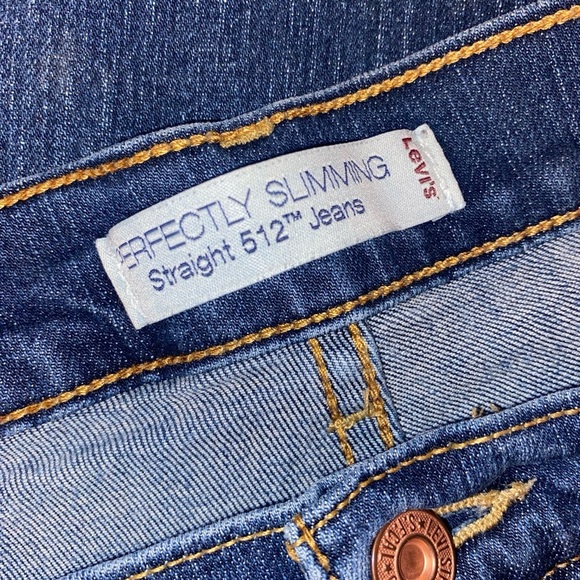 ERFECTLY SLIMMING
Straight 512™ Jeans
Levi's